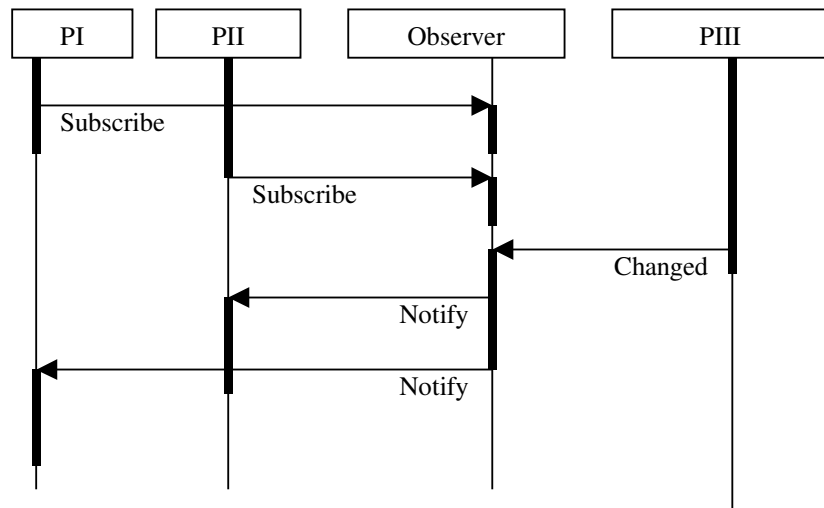 PI
PII
Observer
PIII
Subscribe
Subscribe
Changed
Notify
Notify